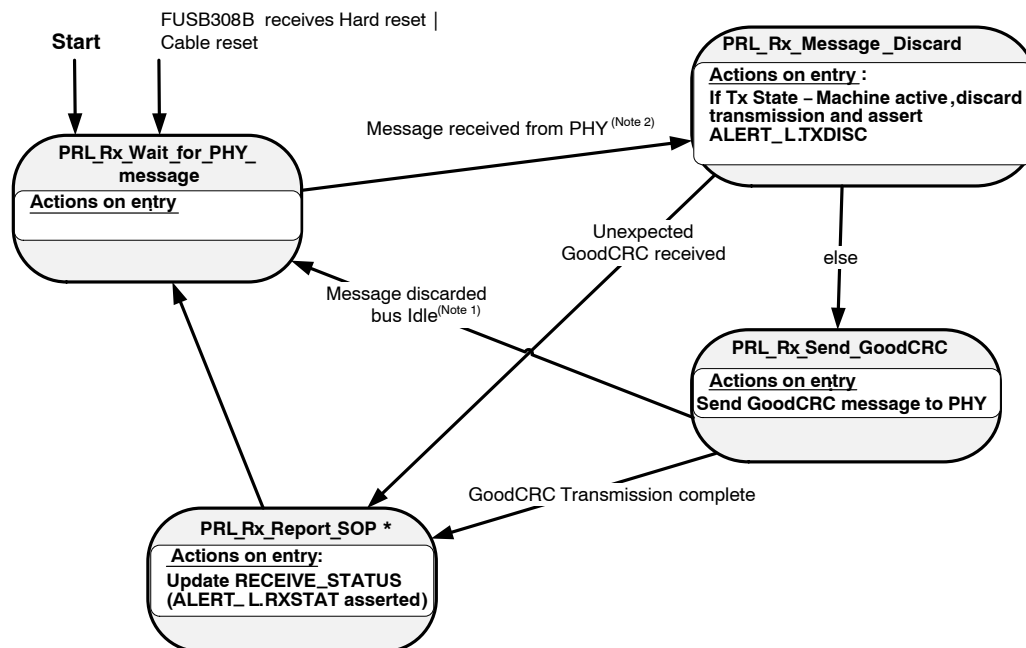 FUSB308B receives Hard reset |
Cable reset
Start
PRL_Rx_Wait_for_PHY_
message
Actions on entry
Message received from PHY (Note 2)
PRL_Rx_Message_Discard
Actions on entry :
If Tx State – Machine active, discard
transmission and assert
ALERT_L.TXDISC
Unexpected
GoodCRC received
else
Message discarded
bus Idle (Note 1)
PRL_Rx_Send_GoodCRC
Actions on entry
Send GoodCRC message to PHY
GoodCRC Transmission complete
PRL_Rx_Report_SOP *
Actions on entry:
Update RECEIVE_STATUS
(ALERT_L.RXSTAT asserted)